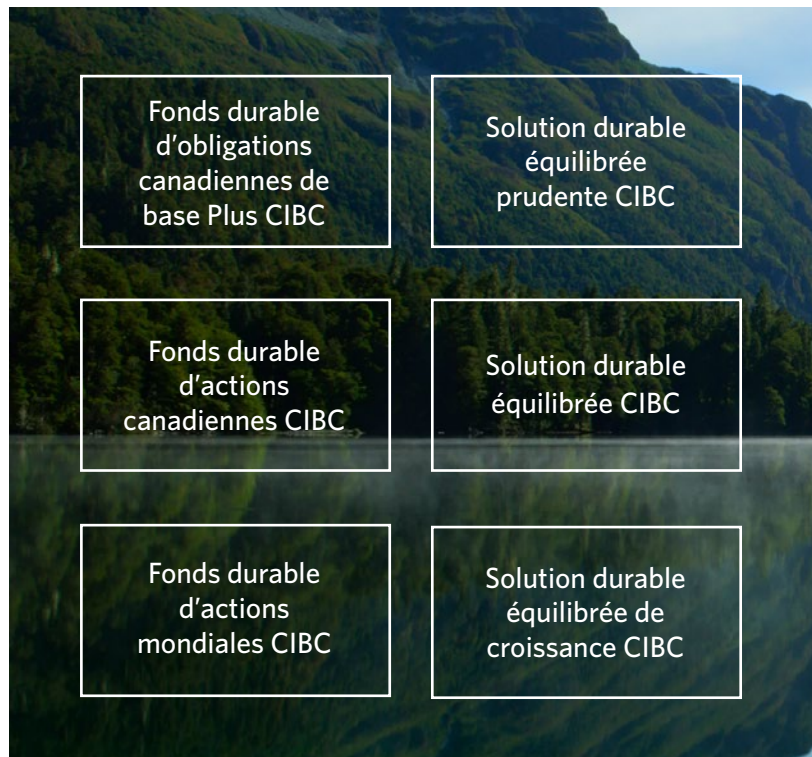 Fonds durable
d'obligations
canadiennes de
base Plus CIBC
Solution durable
équilibrée
prudente CIBC
Fonds durable
d'actions
canadiennes CIBC
Solution durable
équilibrée CIBC
Fonds durable
d'actions
mondiales CIBC
Solution durable
équilibrée de
croissance CIBC